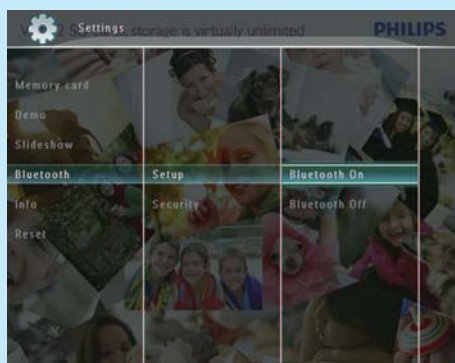 Settings
V 2 S storage is virtually unlimited
PHILIPS
Memory card
Demo
Slideshow
Bluetooth
Info
Reset
Setup
Security
Bluetooth On
Bluetooth Off